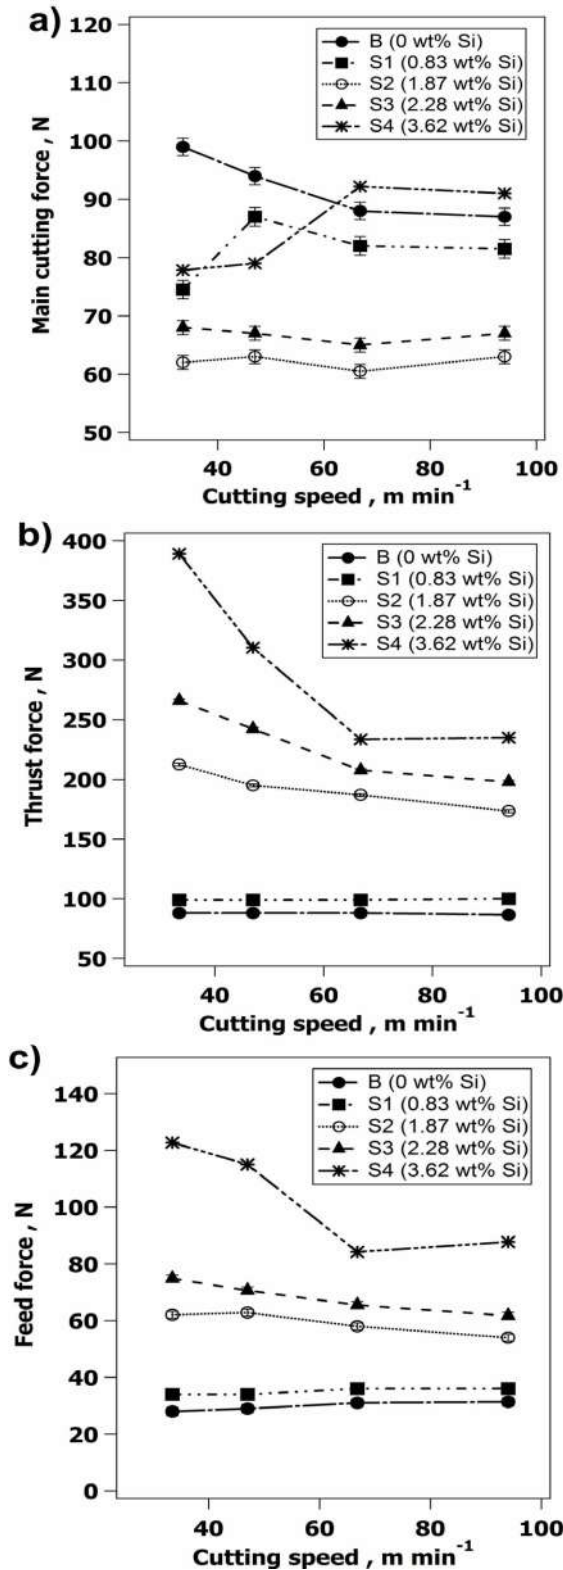 a)
120
110
100
90
80
70
60
50
Main cutting force , N
B (0 wt% Si)
S1 (0.83 wt% Si)
S2 (1.87 wt% Si)
S3 (2.28 wt% Si)
S4 (3.62 wt% Si)
40 60 80 100
Cutting speed , m min⁻¹
b)
400
350
300
250
200
150
100
50
Thrust force , N
B (0 wt% Si)
S1 (0.83 wt% Si)
S2 (1.87 wt% Si)
S3 (2.28 wt% Si)
S4 (3.62 wt% Si)
40 60 80 100
Cutting speed , m min⁻¹
c)
140
120
100
80
60
40
20
0
Feed force , N
B (0 wt% Si)
S1 (0.83 wt% Si)
S2 (1.87 wt% Si)
S3 (2.28 wt% Si)
S4 (3.62 wt% Si)
40 60 80 100
Cutting speed , m min⁻¹